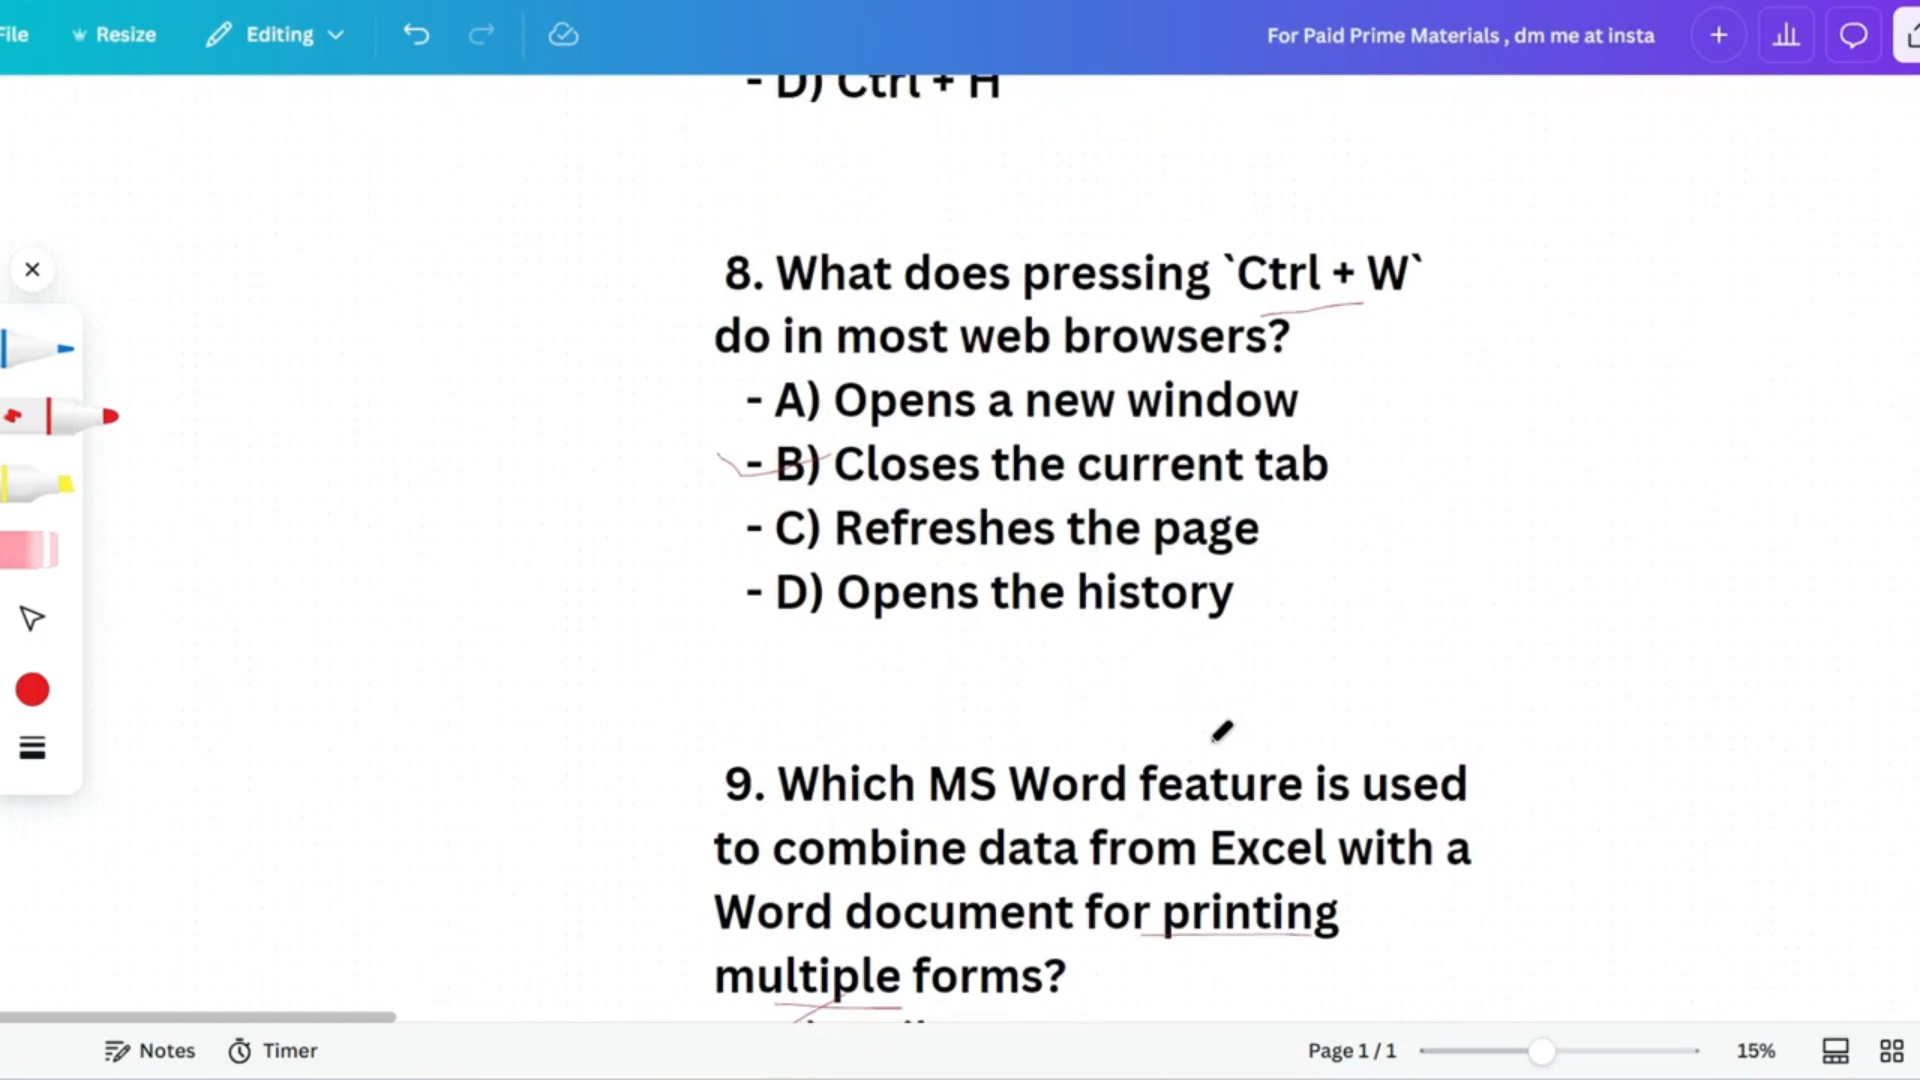 File Resize Editing For Paid Prime Materials , dm me at insta
- D) Ctrl + H
8. What does pressing `Ctrl + W`
do in most web browsers?
- A) Opens a new window
- B) Closes the current tab
- C) Refreshes the page
- D) Opens the history
9. Which MS Word feature is used
to combine data from Excel with a
Word document for printing
multiple forms?
Notes Timer Page 1 / 1 15%